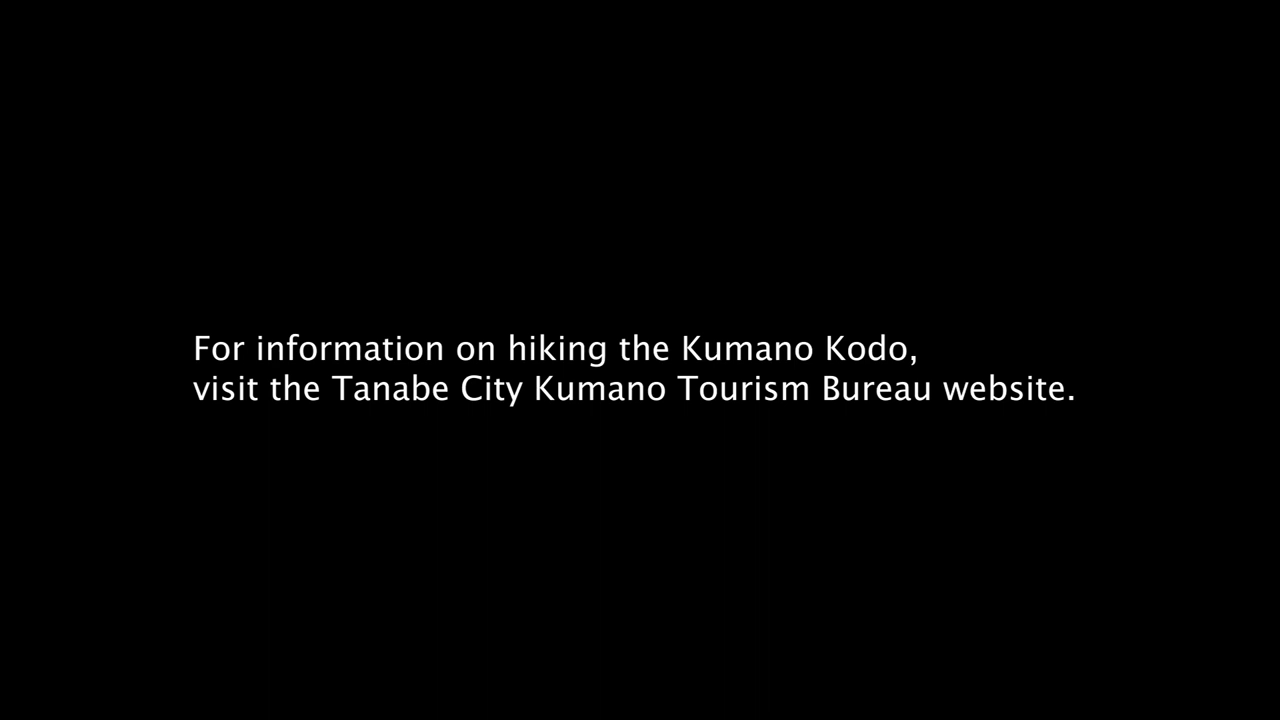 For information on hiking the Kumano Kodo,
visit the Tanabe City Kumano Tourism Bureau website.